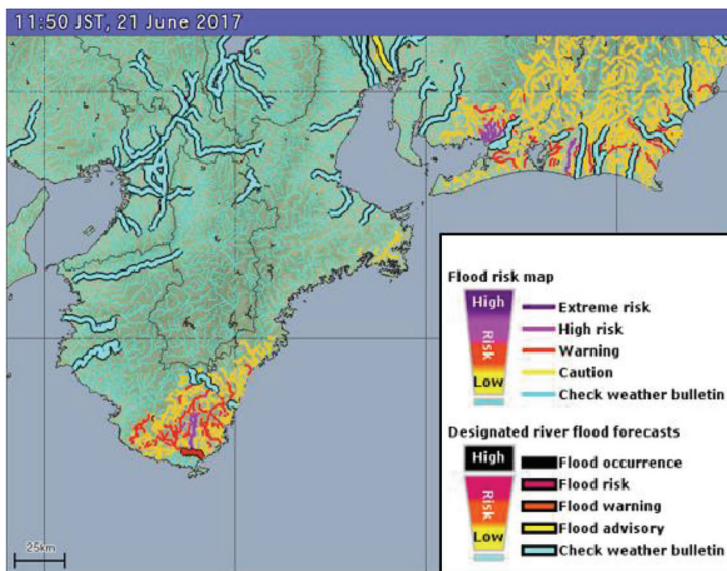 11:50 JST, 21 June 2017
Flood risk map
High
Risk
Low
Extreme risk
High risk
Warning
Caution
Check weather bulletin
Designated river flood forecasts
High
Risk
Low
Flood occurrence
Flood risk
Flood warning
Flood advisory
Check weather bulletin
25km